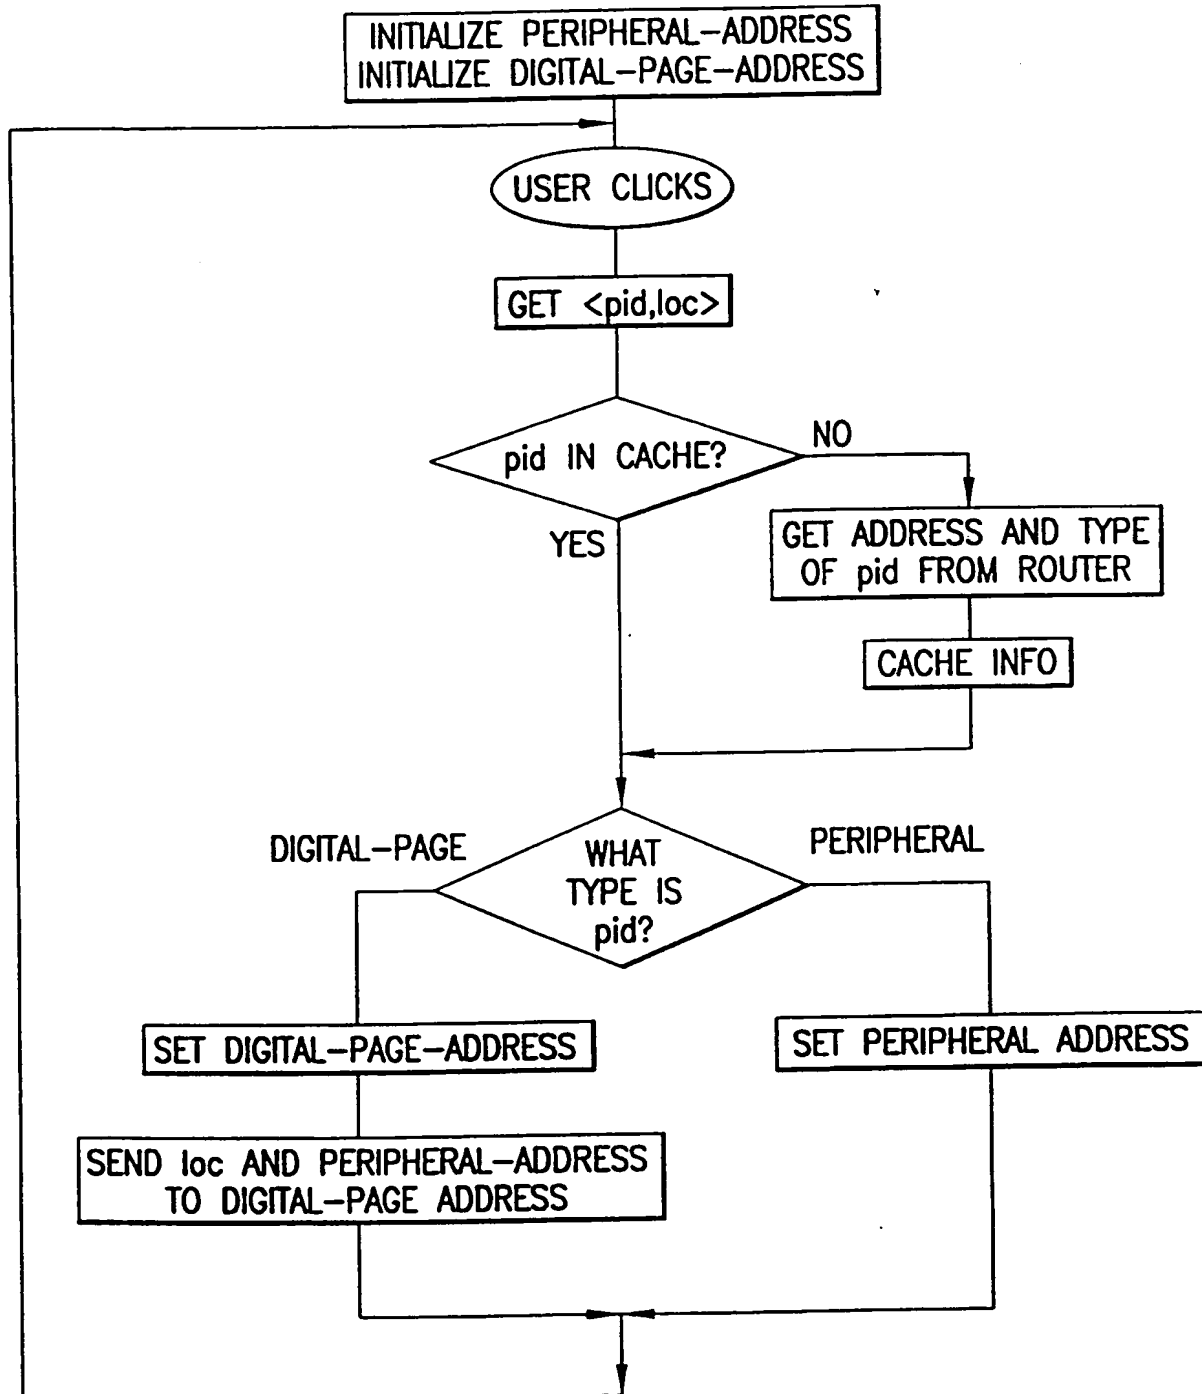 INITIALIZE PERIPHERAL-ADDRESS
INITIALIZE DIGITAL-PAGE-ADDRESS
USER CLICKS
GET <pid,loc>
pid IN CACHE?
NO
YES
GET ADDRESS AND TYPE
OF pid FROM ROUTER
CACHE INFO
DIGITAL-PAGE
WHAT
TYPE IS
pid?
PERIPHERAL
SET DIGITAL-PAGE-ADDRESS
SET PERIPHERAL ADDRESS
SEND loc AND PERIPHERAL-ADDRESS
TO DIGITAL-PAGE ADDRESS